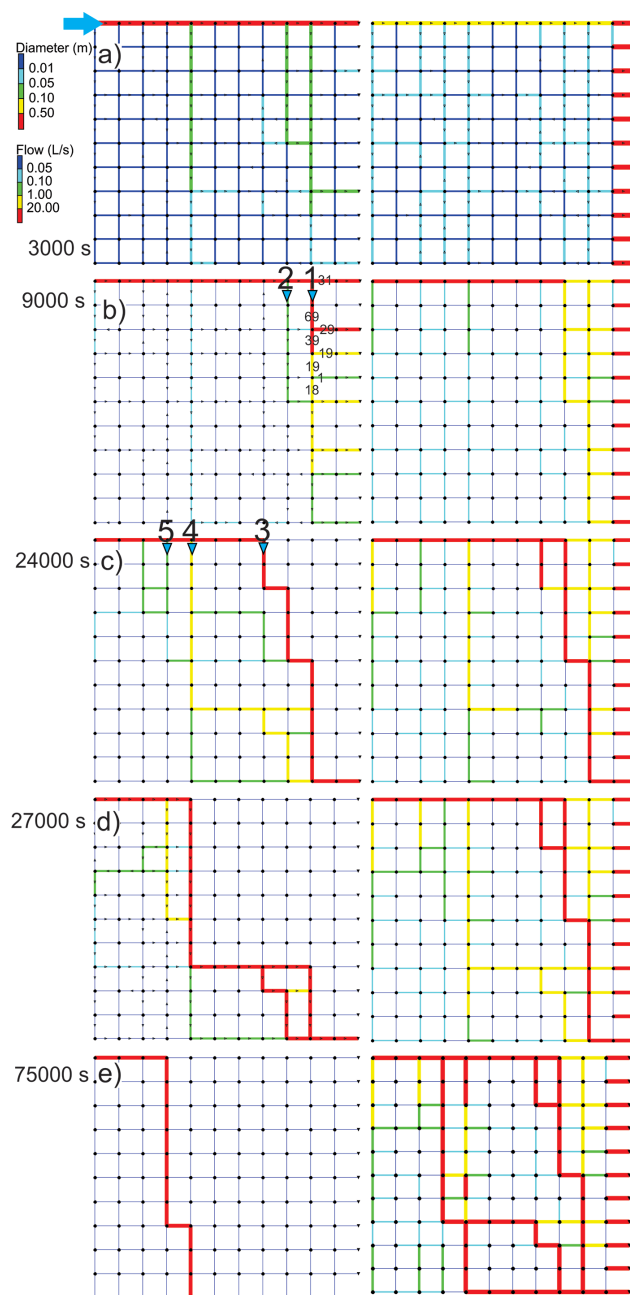 a)
Diameter (m)
0.01
0.05
0.10
0.50
Flow (L/s)
0.05
0.10
1.00
20.00
3000 s
9000 s
b)
2 1 31
69
29
39
19
19
1
18
24000 s
c)
5 4 3
27000 s
d)
75000 s
e)